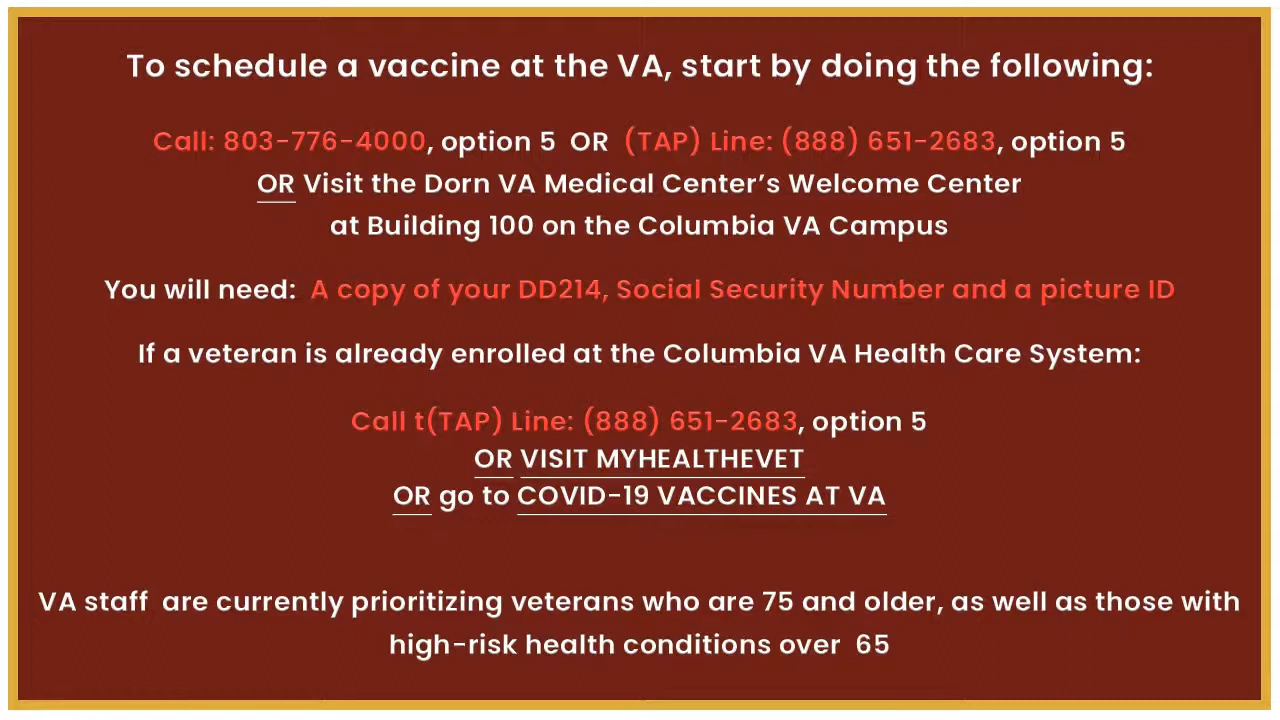 To schedule a vaccine at the VA, start by doing the following:
Call: 803-776-4000, option 5 OR (TAP) Line: (888) 651-2683, option 5
OR Visit the Dorn VA Medical Center’s Welcome Center
at Building 100 on the Columbia VA Campus
You will need: A copy of your DD214, Social Security Number and a picture ID
If a veteran is already enrolled at the Columbia VA Health Care System:
Call t(TAP) Line: (888) 651-2683, option 5
OR VISIT MYHEALTHEVET
OR go to COVID-19 VACCINES AT VA
VA staff are currently prioritizing veterans who are 75 and older, as well as those with
high-risk health conditions over 65